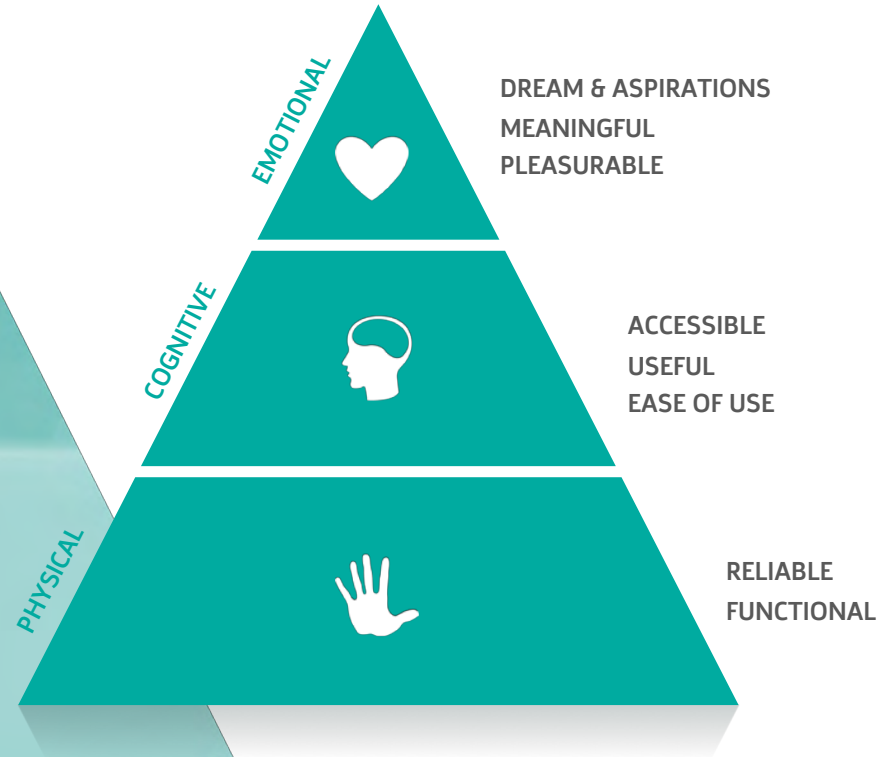 EMOTIONAL
DREAM & ASPIRATIONS
MEANINGFUL
PLEASURABLE
COGNITIVE
ACCESSIBLE
USEFUL
EASE OF USE
PHYSICAL
RELIABLE
FUNCTIONAL